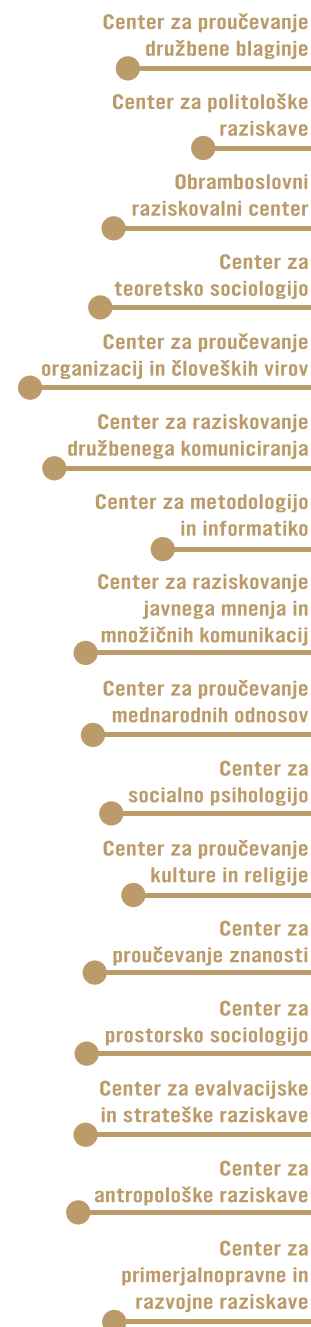 Center za proučevanje
družbene blaginje
Center za politološke
raziskave
Obramboslovni
raziskovalni center
Center za
teoretsko sociologijo
Center za proučevanje
organizacij in človeških virov
Center za raziskovanje
družbenega komuniciranja
Center za metodologijo
in informatiko
Center za raziskovanje
javnega mnenja in
množičnih komunikacij
Center za proučevanje
mednarodnih odnosov
Center za
socialno psihologijo
Center za proučevanje
kulture in religije
Center za
proučevanje znanosti
Center za
prostorsko sociologijo
Center za evalvacijske
in strateške raziskave
Center za
antropološke raziskave
Center za
primerjalnopravne in
razvojne raziskave